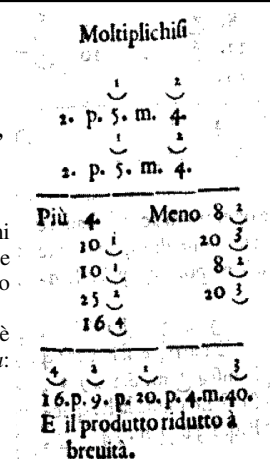 Moltiplichiſi
1 2
2. p. 5. m. 4.
1 2
2. p. 5. m. 4.
Più 4. Meno 8 2
10 1 20 3
10 1 8 2
25 2 20 3
16 4
4 2 1 3
16.p.9.p.20.p.4.m.40.
E il produtto ridutto à
breuità.